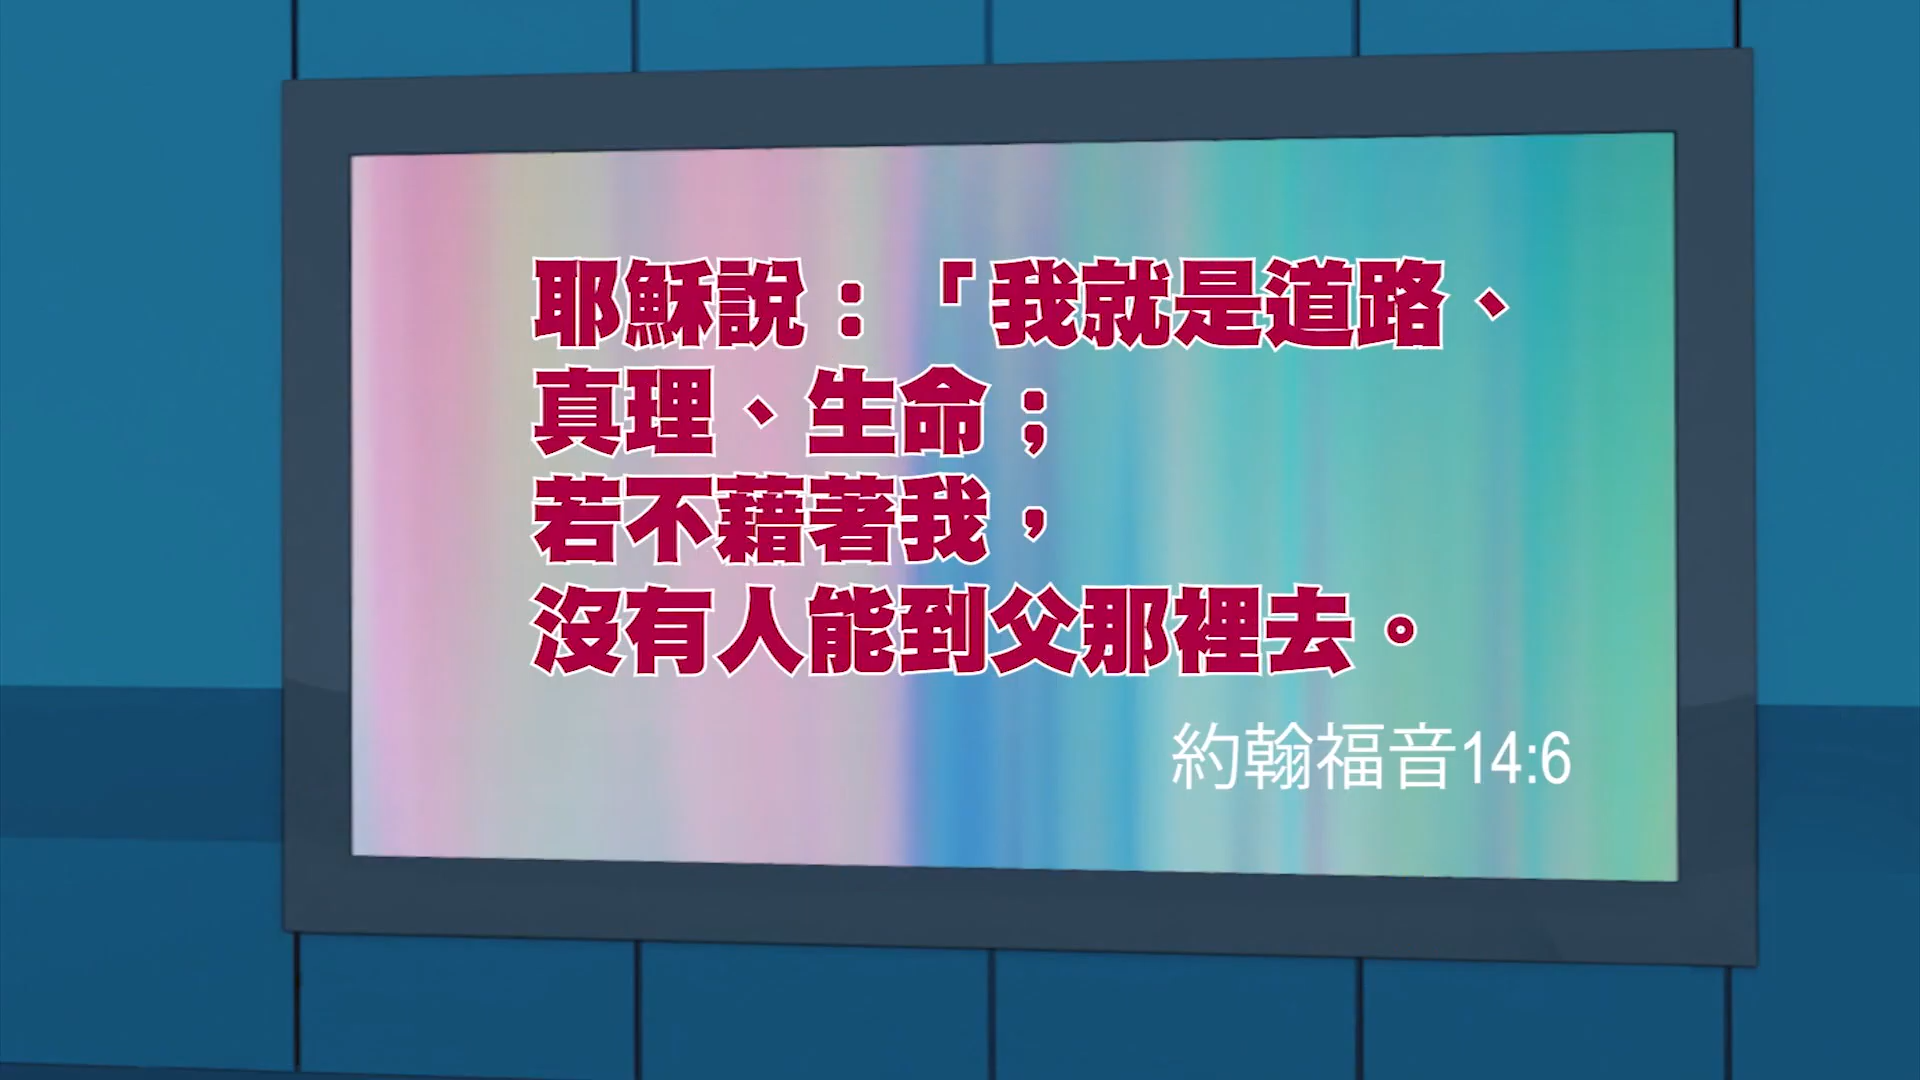 耶穌說：「我就是道路、
真理、生命；
若不藉著我，
沒有人能到父那裡去。
約翰福音14:6